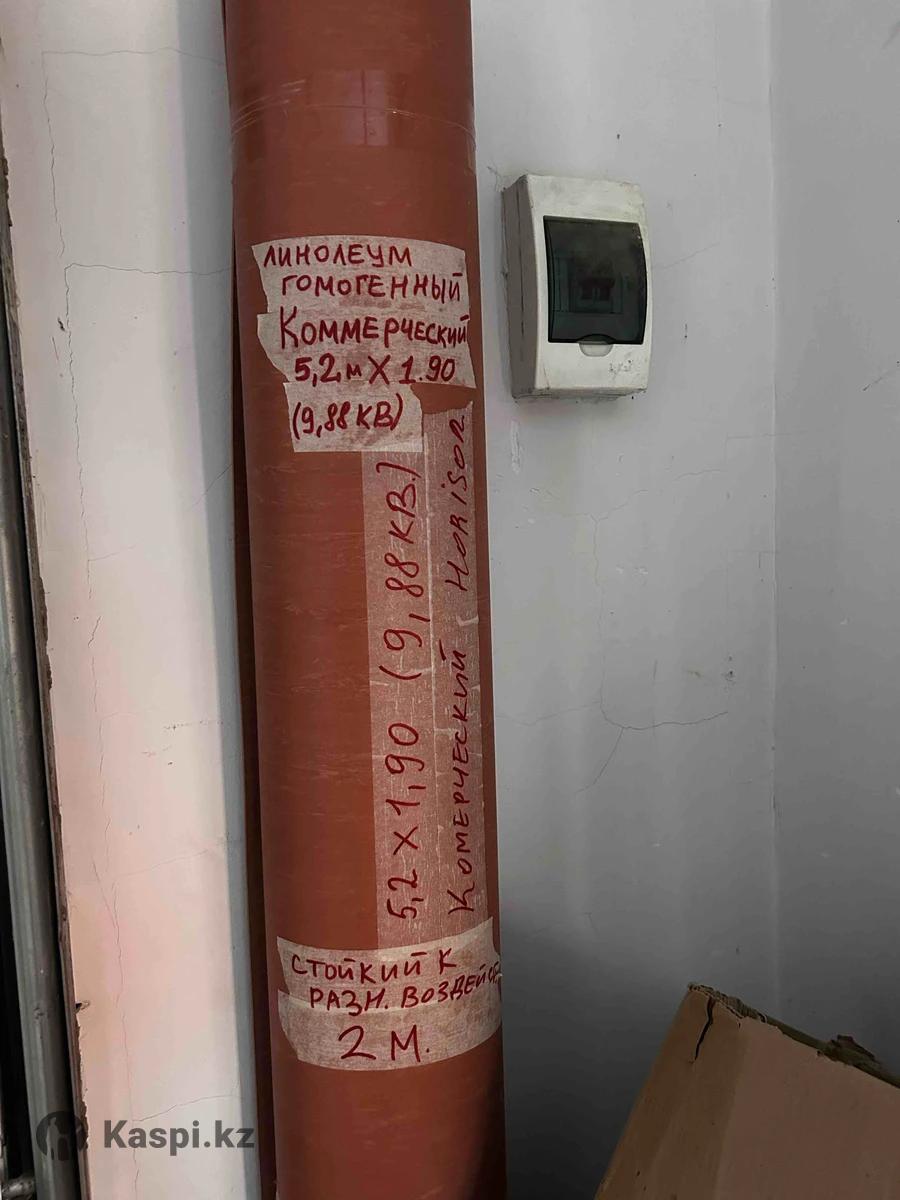 ЛИНОЛЕУМ
ГОМОГЕННЫЙ
КОММЕРЧЕСКИЙ
5,2м X 1.90
(9,88 КВ)
5,2 X 1,90 (9,88 КВ.)
КОМЕРЧЕСКИЙ HORISON
СТОЙКИЙ К
РАЗН. ВОЗДЕЙСТ
2 М.
Kaspi.kz